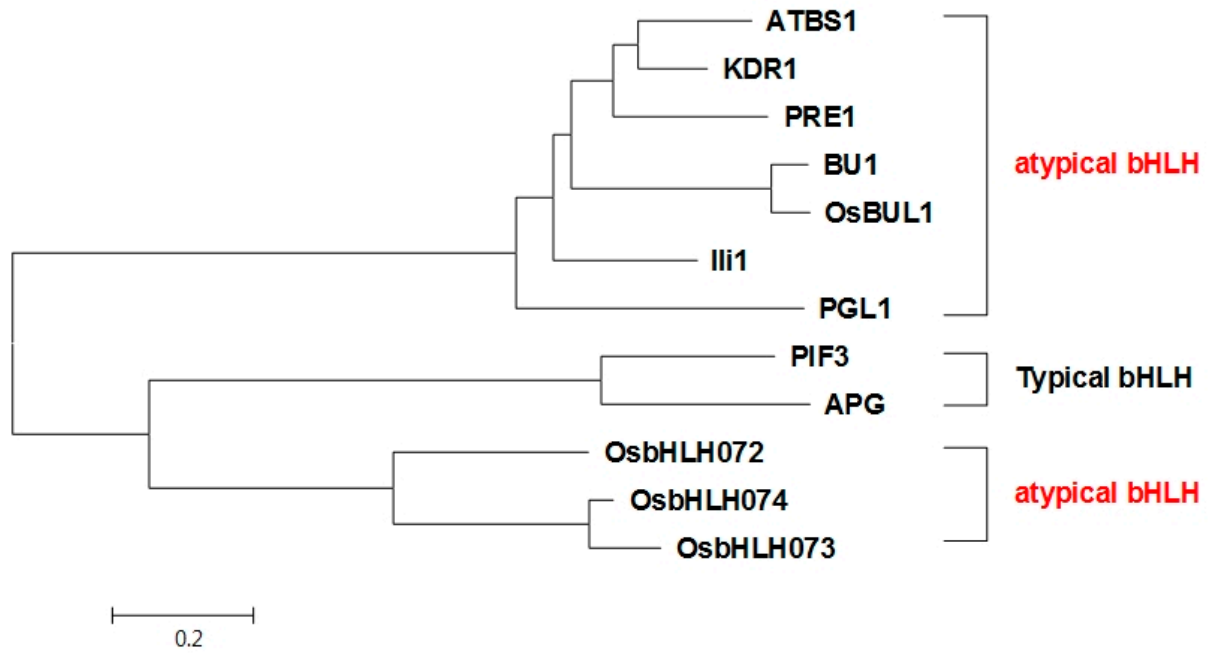 ATBS1
KDR1
PRE1
BU1
atypical bHLH
OsBUL1
Ili1
PGL1
PIF3
Typical bHLH
APG
OsbHLH072
OsbHLH074
atypical bHLH
OsbHLH073
0.2